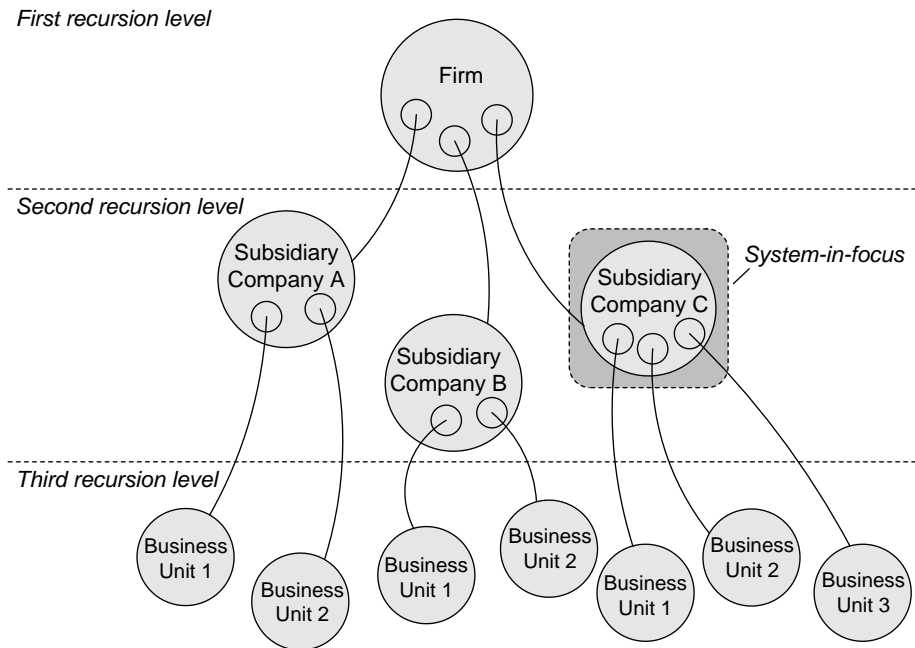 First recursion level
Firm
Second recursion level
Subsidiary
Company A
Subsidiary
Company B
Subsidiary
Company C
System-in-focus
Third recursion level
Business
Unit 1
Business
Unit 2
Business
Unit 1
Business
Unit 2
Business
Unit 1
Business
Unit 2
Business
Unit 3